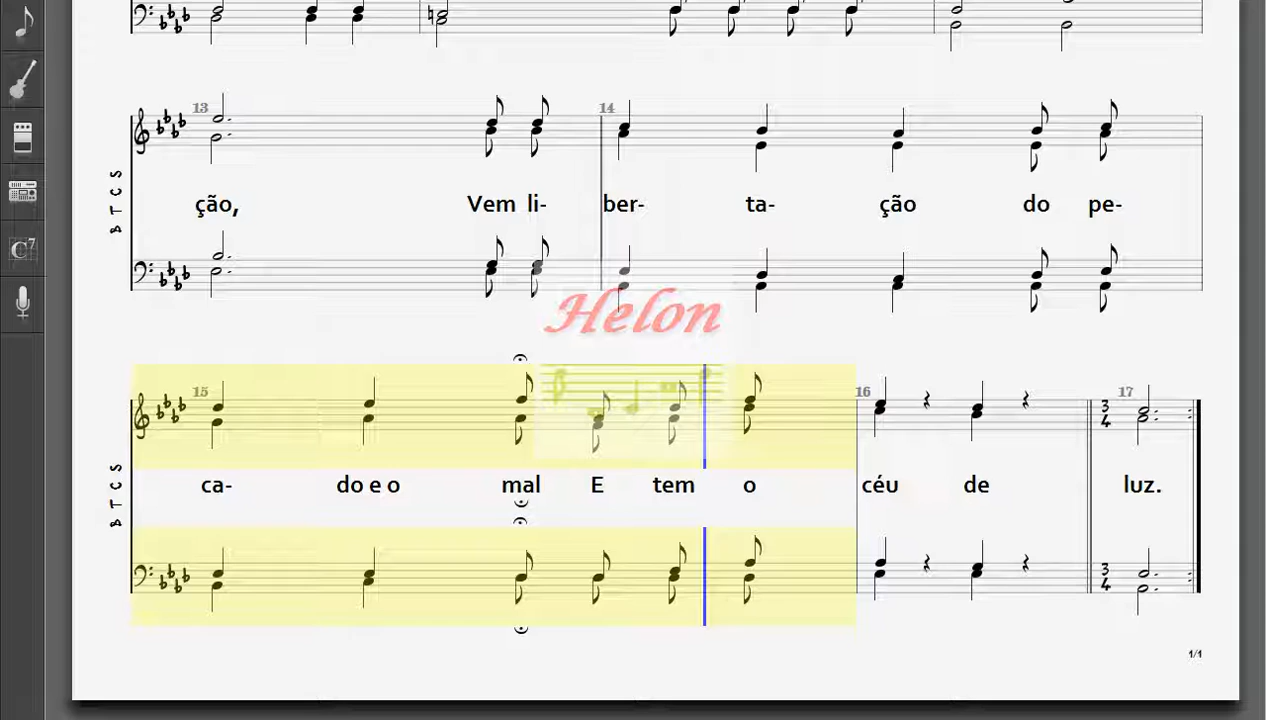 13 14
ção, Vem li- ber- ta- ção do pe-
B T C S
Helon
15 16 17
3
4
ca- do e o mal E tem o céu de luz.
B T C S
3
4
1/1
C7